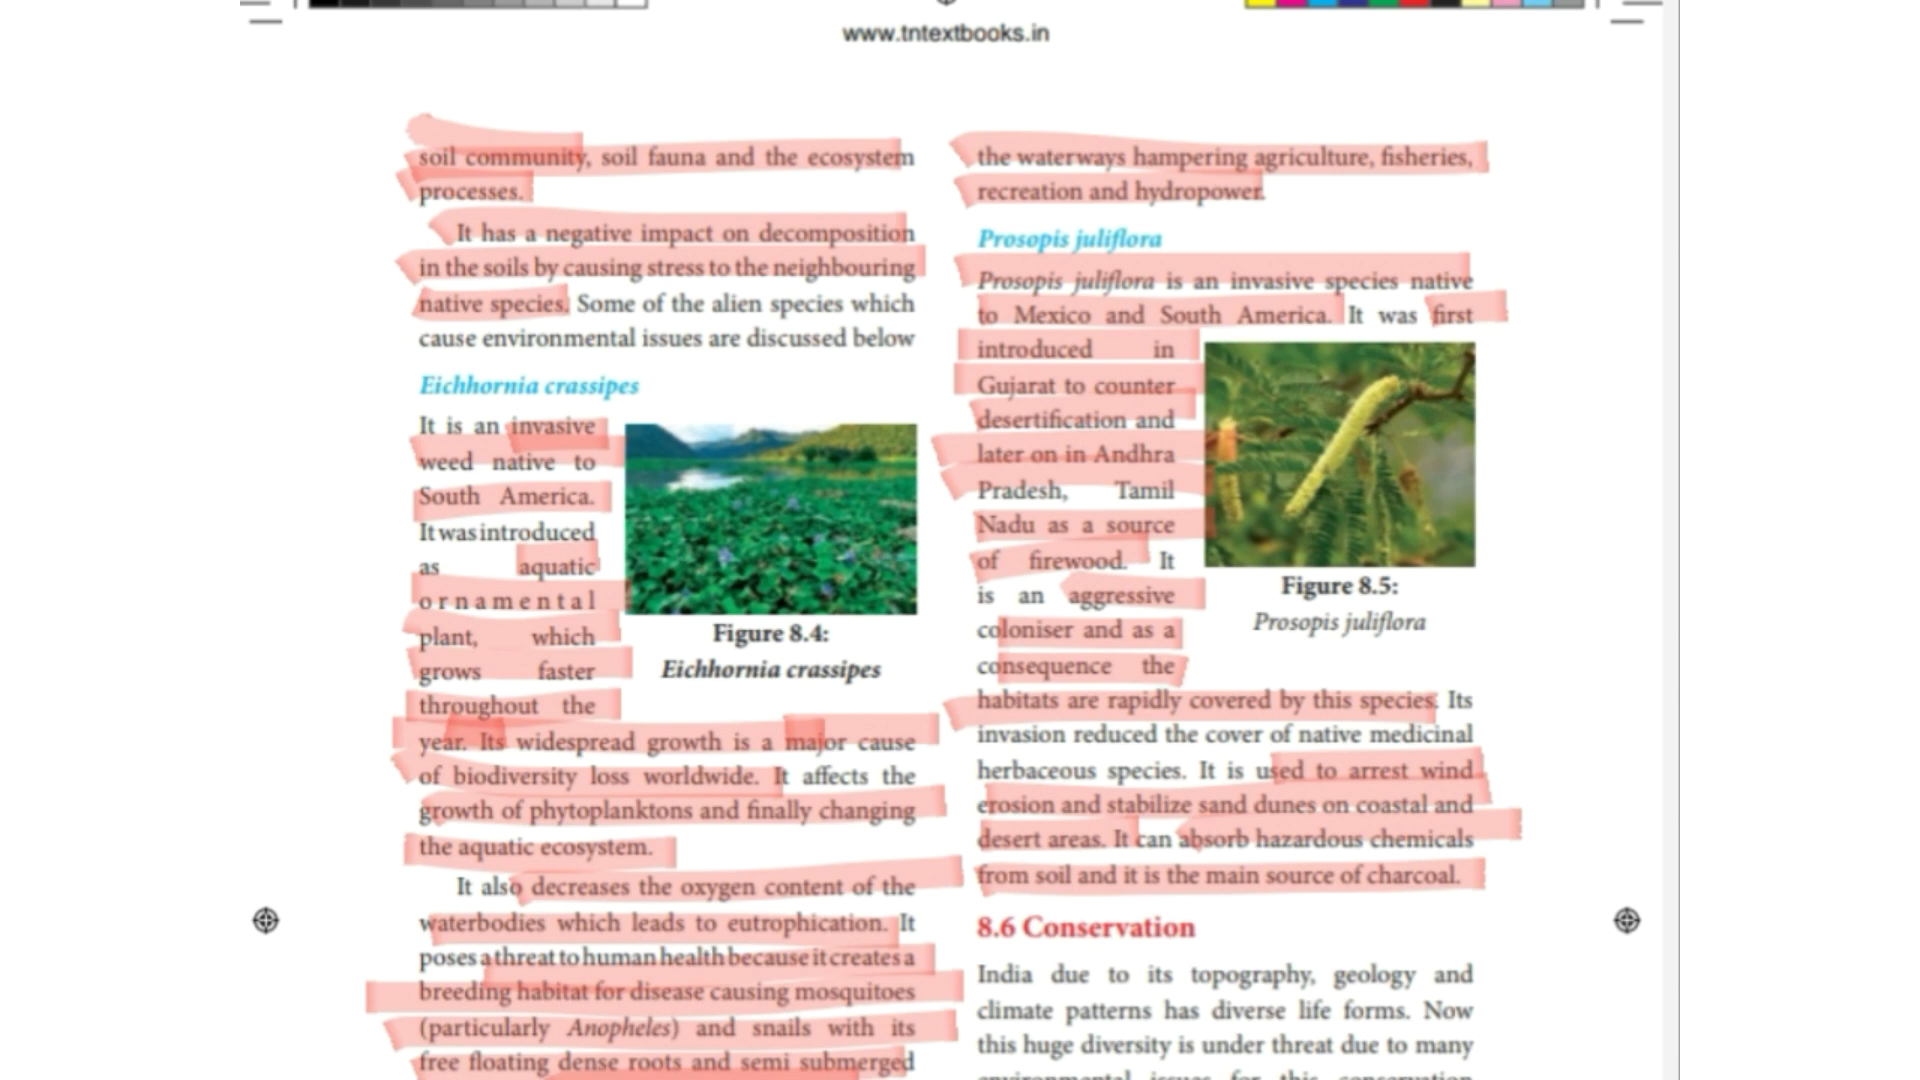 www.tntextbooks.in
soil community, soil fauna and the ecosystem
processes.
It has a negative impact on decomposition
in the soils by causing stress to the neighbouring
native species. Some of the alien species which
cause environmental issues are discussed below
Eichhornia crassipes
It is an invasive
weed native to
South America.
It was introduced
as aquatic
ornamental
plant, which
grows faster
throughout the
Figure 8.4:
Eichhornia crassipes
year. Its widespread growth is a major cause
of biodiversity loss worldwide. It affects the
growth of phytoplanktons and finally changing
the aquatic ecosystem.
It also decreases the oxygen content of the
waterbodies which leads to eutrophication. It
poses a threat to human health because it creates a
breeding habitat for disease causing mosquitoes
(particularly Anopheles) and snails with its
free floating dense roots and semi submerged
the waterways hampering agriculture, fisheries,
recreation and hydropower.
Prosopis juliflora
Prosopis juliflora is an invasive species native
to Mexico and South America. It was first
introduced in
Gujarat to counter
desertification and
later on in Andhra
Pradesh, Tamil
Nadu as a source
of firewood. It
is an aggressive
coloniser and as a
consequence the
Figure 8.5:
Prosopis juliflora
habitats are rapidly covered by this species. Its
invasion reduced the cover of native medicinal
herbaceous species. It is used to arrest wind
erosion and stabilize sand dunes on coastal and
desert areas. It can absorb hazardous chemicals
from soil and it is the main source of charcoal.
8.6 Conservation
India due to its topography, geology and
climate patterns has diverse life forms. Now
this huge diversity is under threat due to many
environmental issues for this conservation